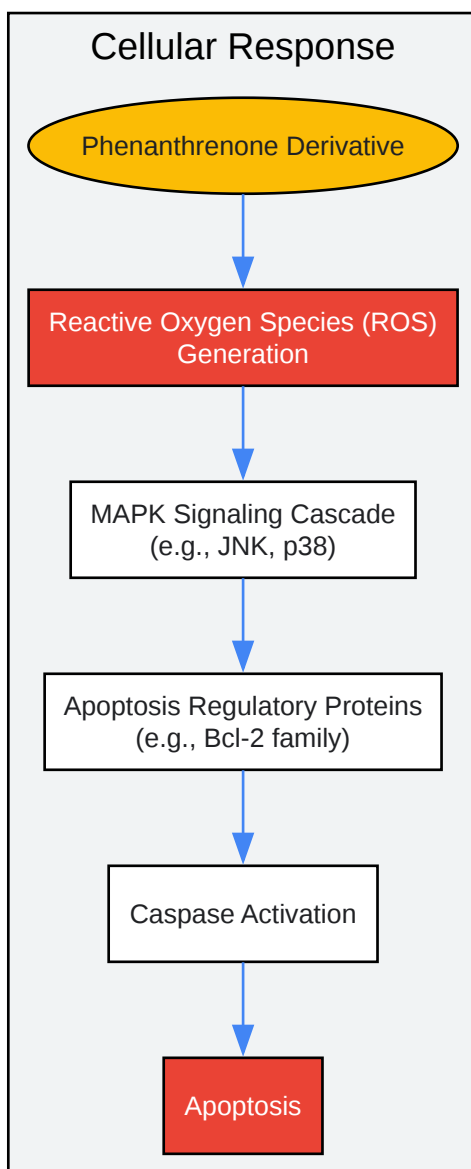 Cellular Response
Phenanthrenone Derivative
Reactive Oxygen Species (ROS)
Generation
MAPK Signaling Cascade
(e.g., JNK, p38)
Apoptosis Regulatory Proteins
(e.g., Bcl-2 family)
Caspase Activation
Apoptosis